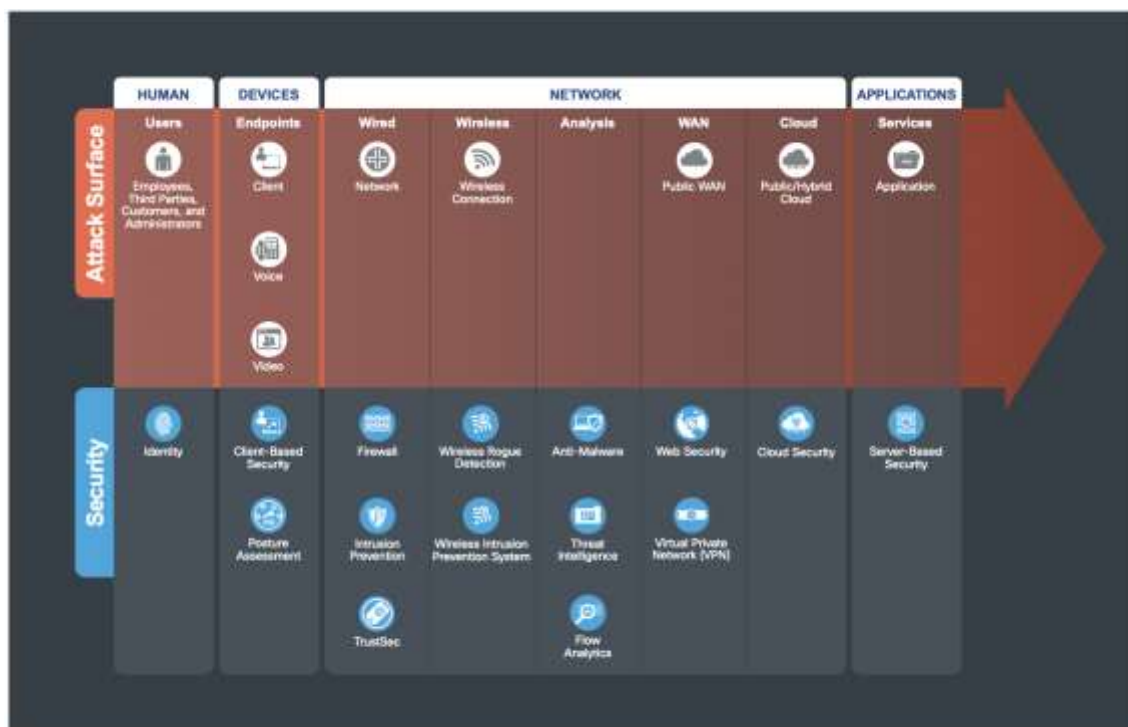 HUMAN
DEVICES
NETWORK
APPLICATIONS
Attack Surface
Users
Endpoints
Wired
Wireless
Analysis
WAN
Cloud
Services
Employees,
Third Parties,
Customers, and
Administrators
Client
Voice
Video
Network
Wireless
Connection
Public WAN
Public/Hybrid
Cloud
Application
Security
Identity
Client-Based
Security
Posture
Assessment
Firewall
Intrusion
Prevention
TrustSec
Wireless Rogue
Detection
Wireless Intrusion
Prevention System
Anti-Malware
Threat
Intelligence
Flow
Analytics
Web Security
Virtual Private
Network (VPN)
Cloud Security
Server-Based
Security